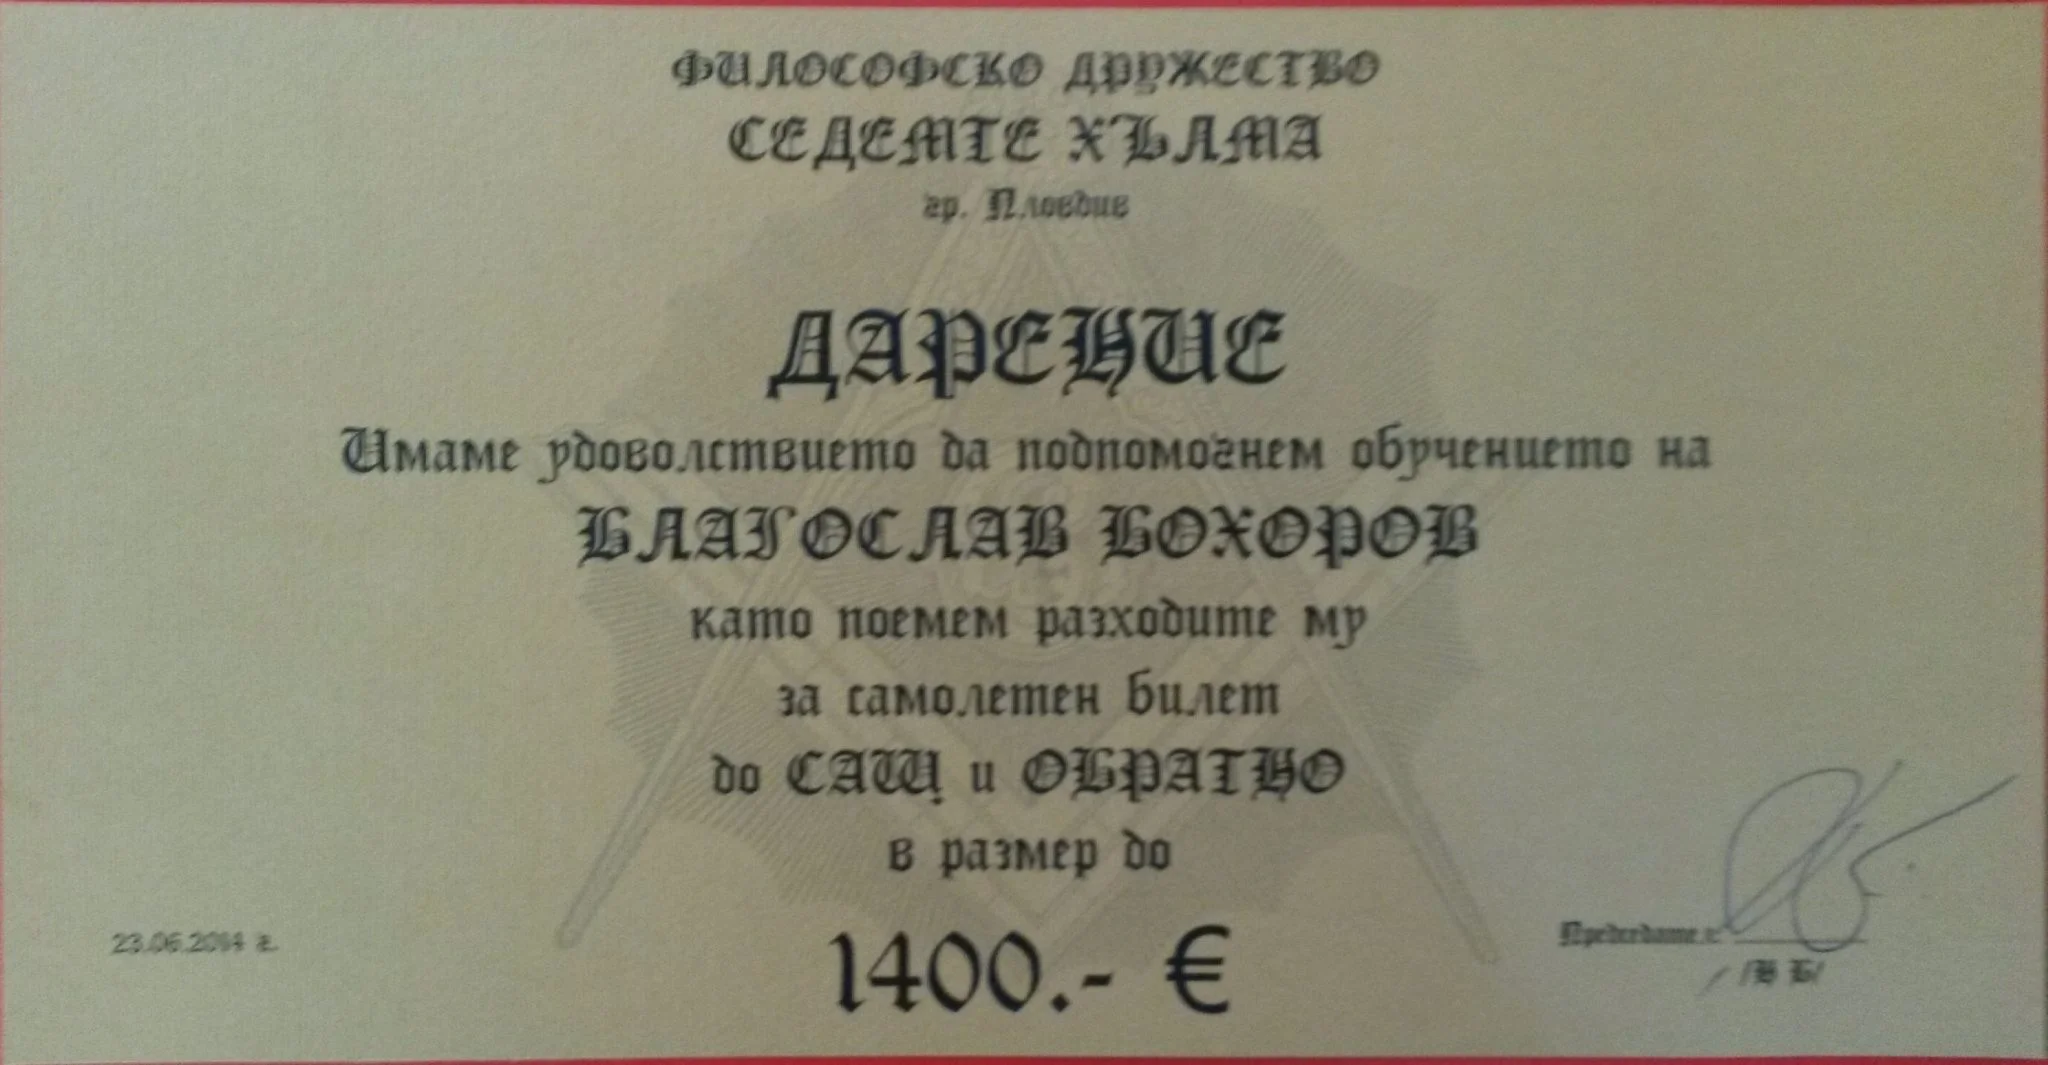 ФИЛОСОФСКО ДРУЖЕСТВО
СЕДЕМТЕ ХЪЛМА
гр. Пловдив
ДАРЕНИЕ
Имаме удоволствието да подпомогнем обучението на
БЛАГОСЛАВ БОХОРОВ
като поемем разходите му
за самолетен билет
до САЩ и ОБРАТНО
в размер до
1400.- €
23.06.2014 г.
Председател:
/В Б/